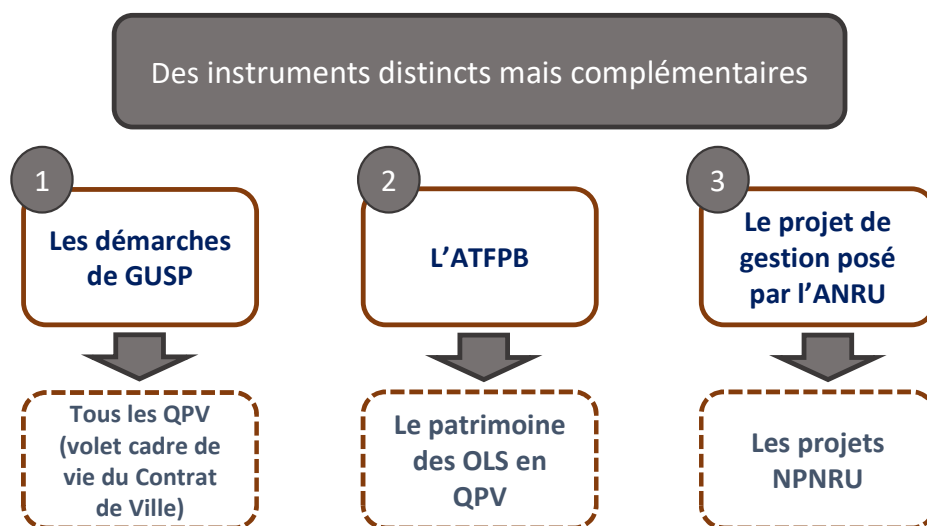 Des instruments distincts mais complémentaires
1
Les démarches
de GUSP
2
L’ATFPB
3
Le projet de
gestion posé
par l’ANRU
Tous les QPV
(volet cadre de
vie du Contrat
de Ville)
Le patrimoine
des OLS en
QPV
Les projets
NPNRU